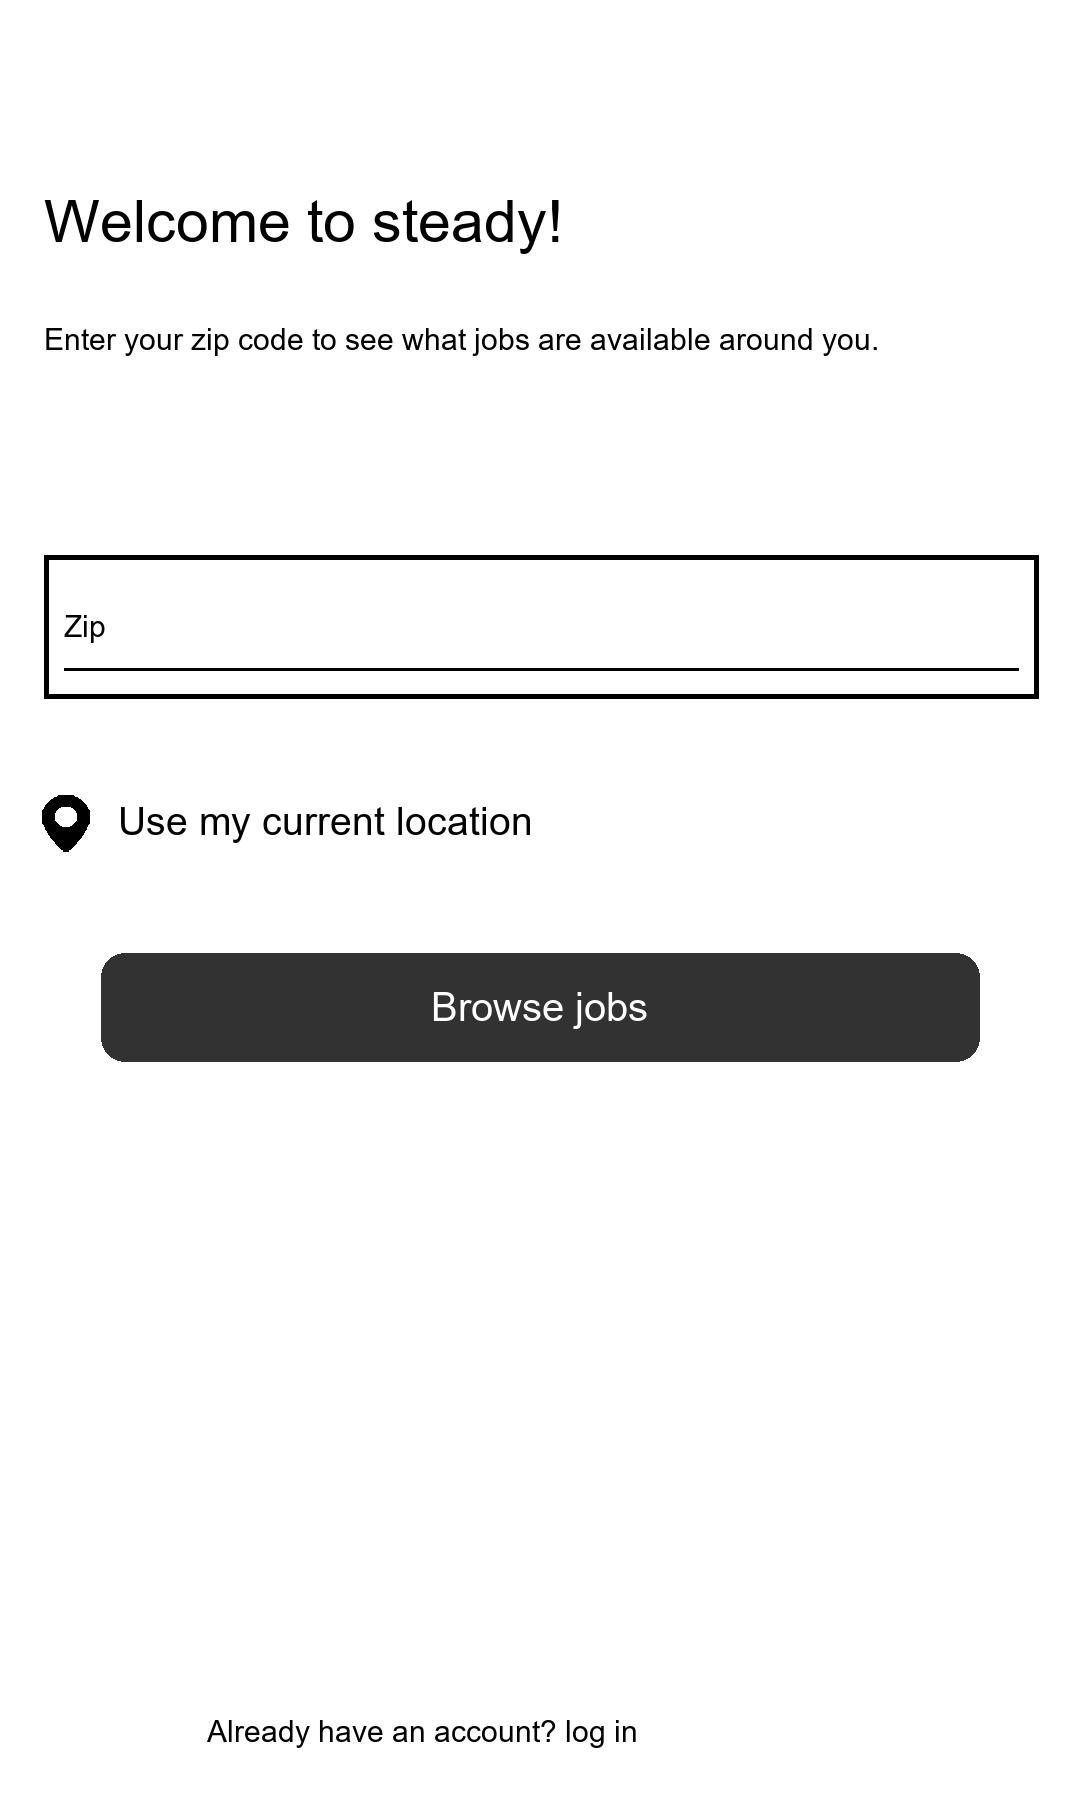 Welcome to steady!
Enter your zip code to see what jobs are available around you.
Zip
Use my current location
Browse jobs
Already have an account? log in